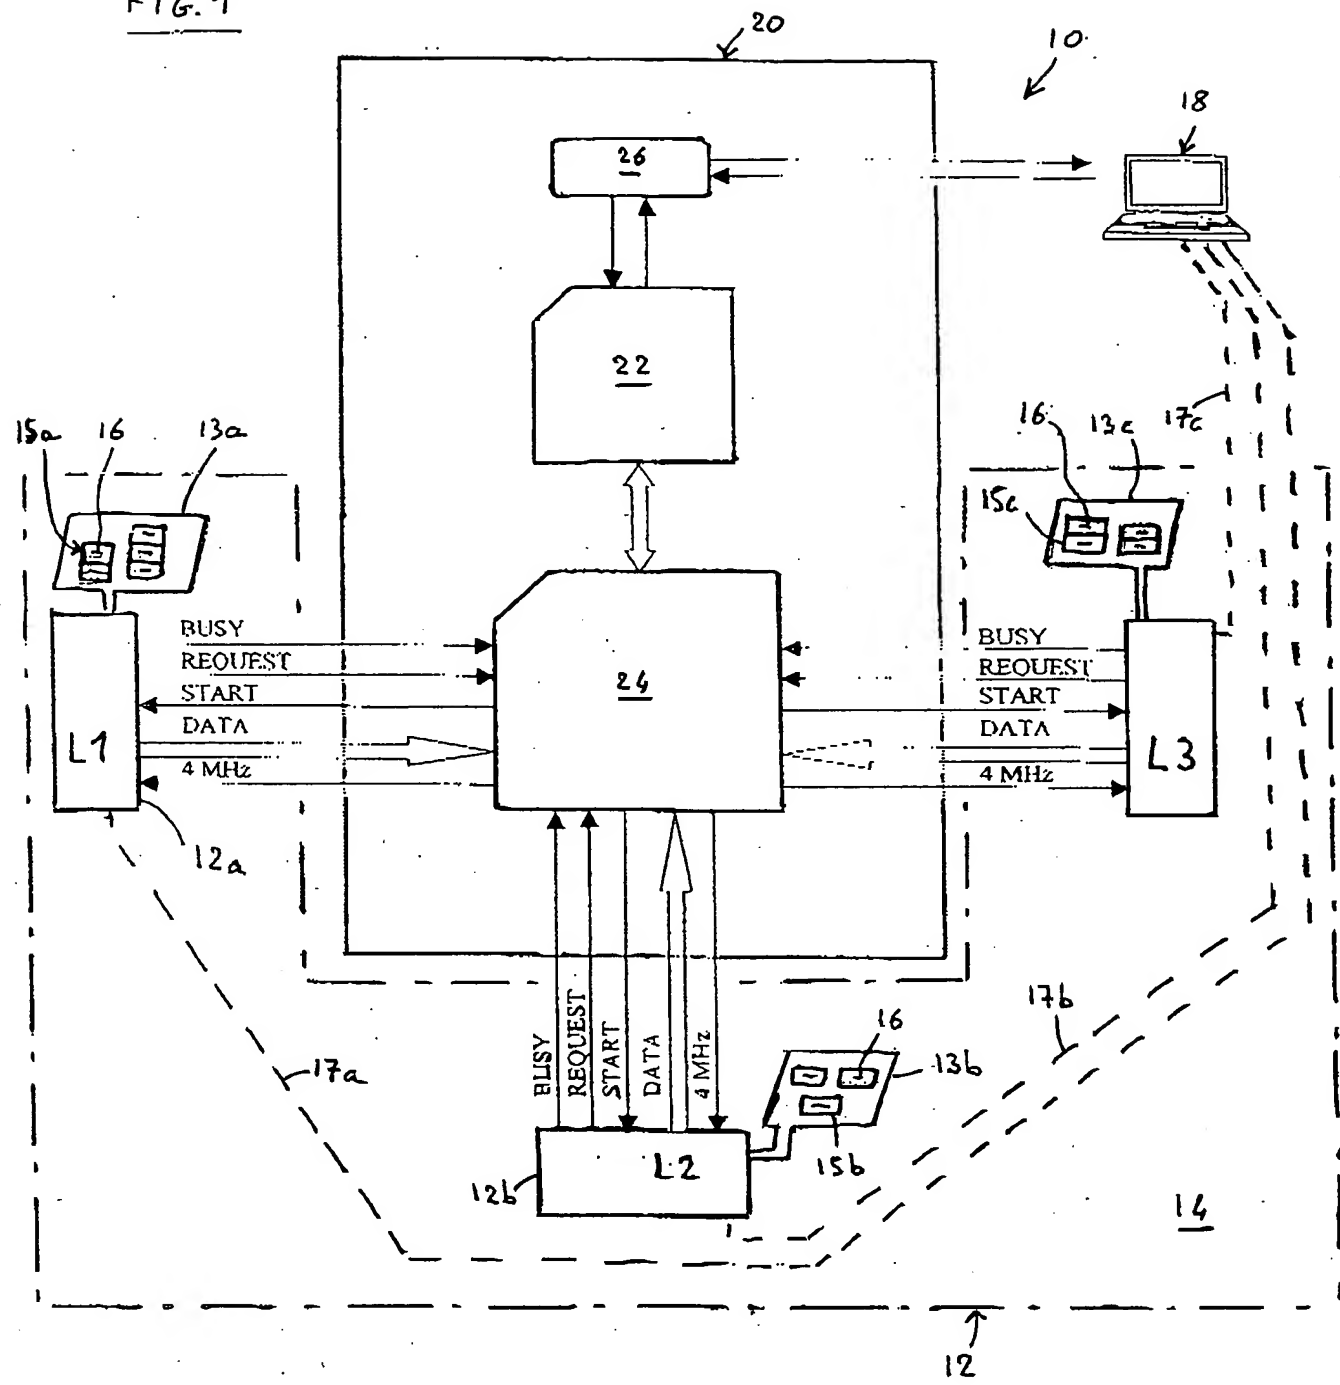 FIG. 1
20
10
18
26
22
17c
15a 16 13a
16 13c
15c
BUSY
REQUEST
START
DATA
4 MHz
L1
12a
24
BUSY
REQUEST
START
DATA
4 MHz
L3
BUSY
REQUEST
START
DATA
4 MHz
16
13b
15b
L2
12b
17a
17b
14
12